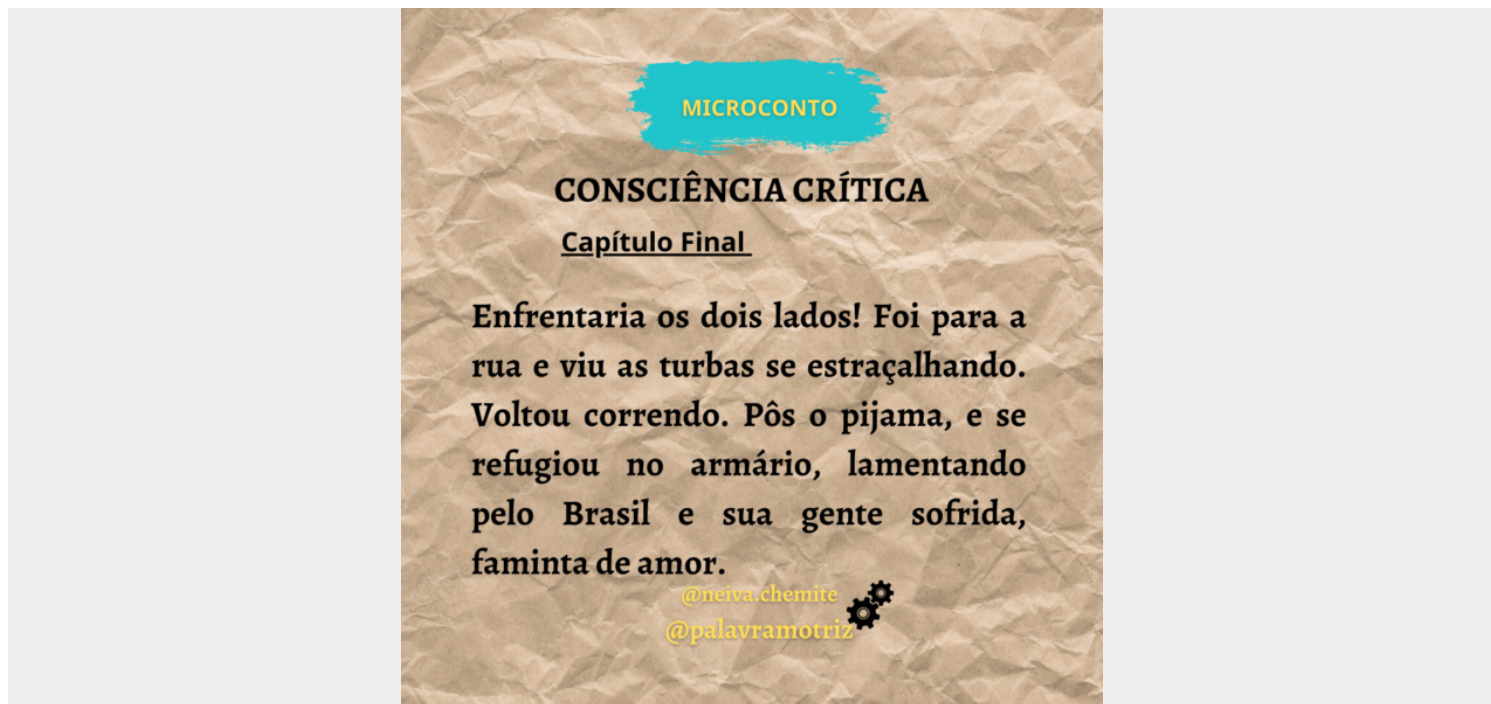 MICROCONTO
CONSCIÊNCIA CRÍTICA
Capítulo Final
Enfrentaria os dois lados! Foi para a
rua e viu as turbas se estraçalhando.
Voltou correndo. Pôs o pijama, e se
refugiou no armário, lamentando
pelo Brasil e sua gente sofrida,
faminta de amor.
@neiva.chemite
@palavramotriz